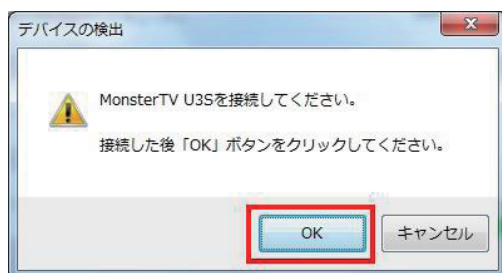 デバイスの検出
MonsterTV U3Sを接続してください。
接続した後「OK」ボタンをクリックしてください。
OK
キャンセル